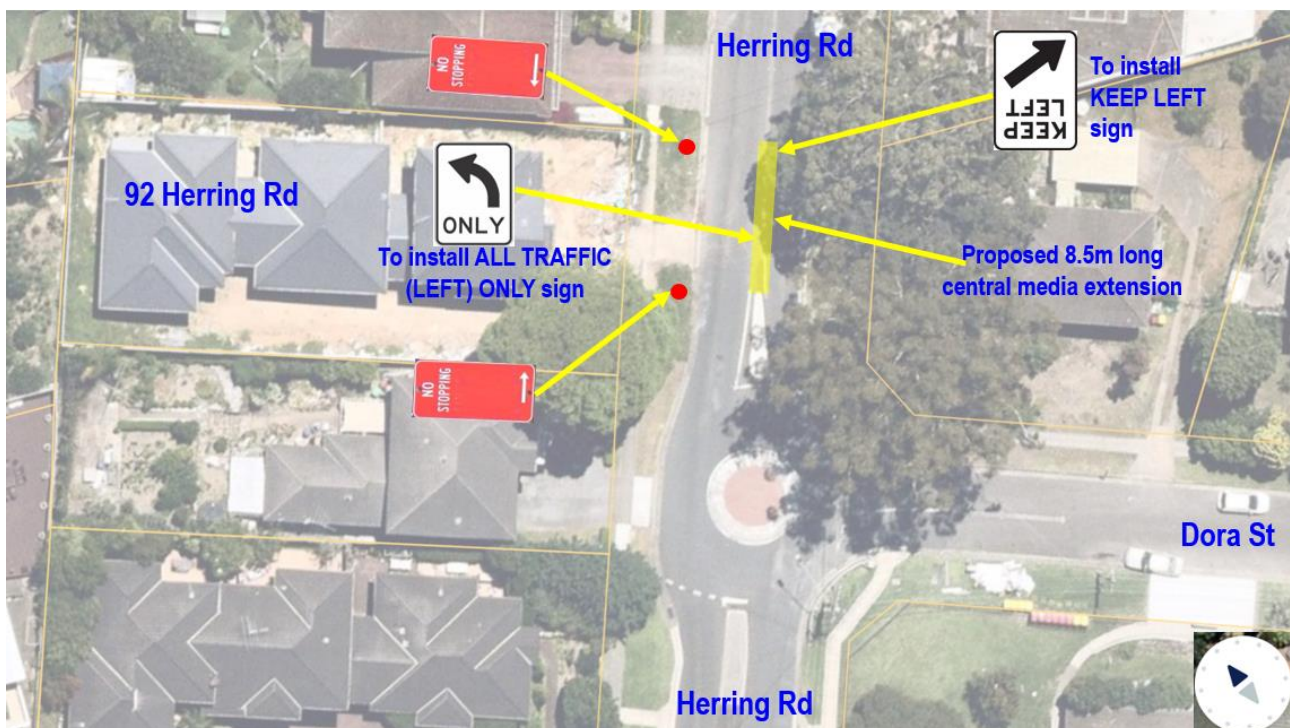 Herring Rd
NO
STOPPING
KEEP
LEFT
To install
KEEP LEFT
sign
92 Herring Rd
ONLY
To install ALL TRAFFIC
(LEFT) ONLY sign
Proposed 8.5m long
central media extension
NO
STOPPING
Dora St
Herring Rd